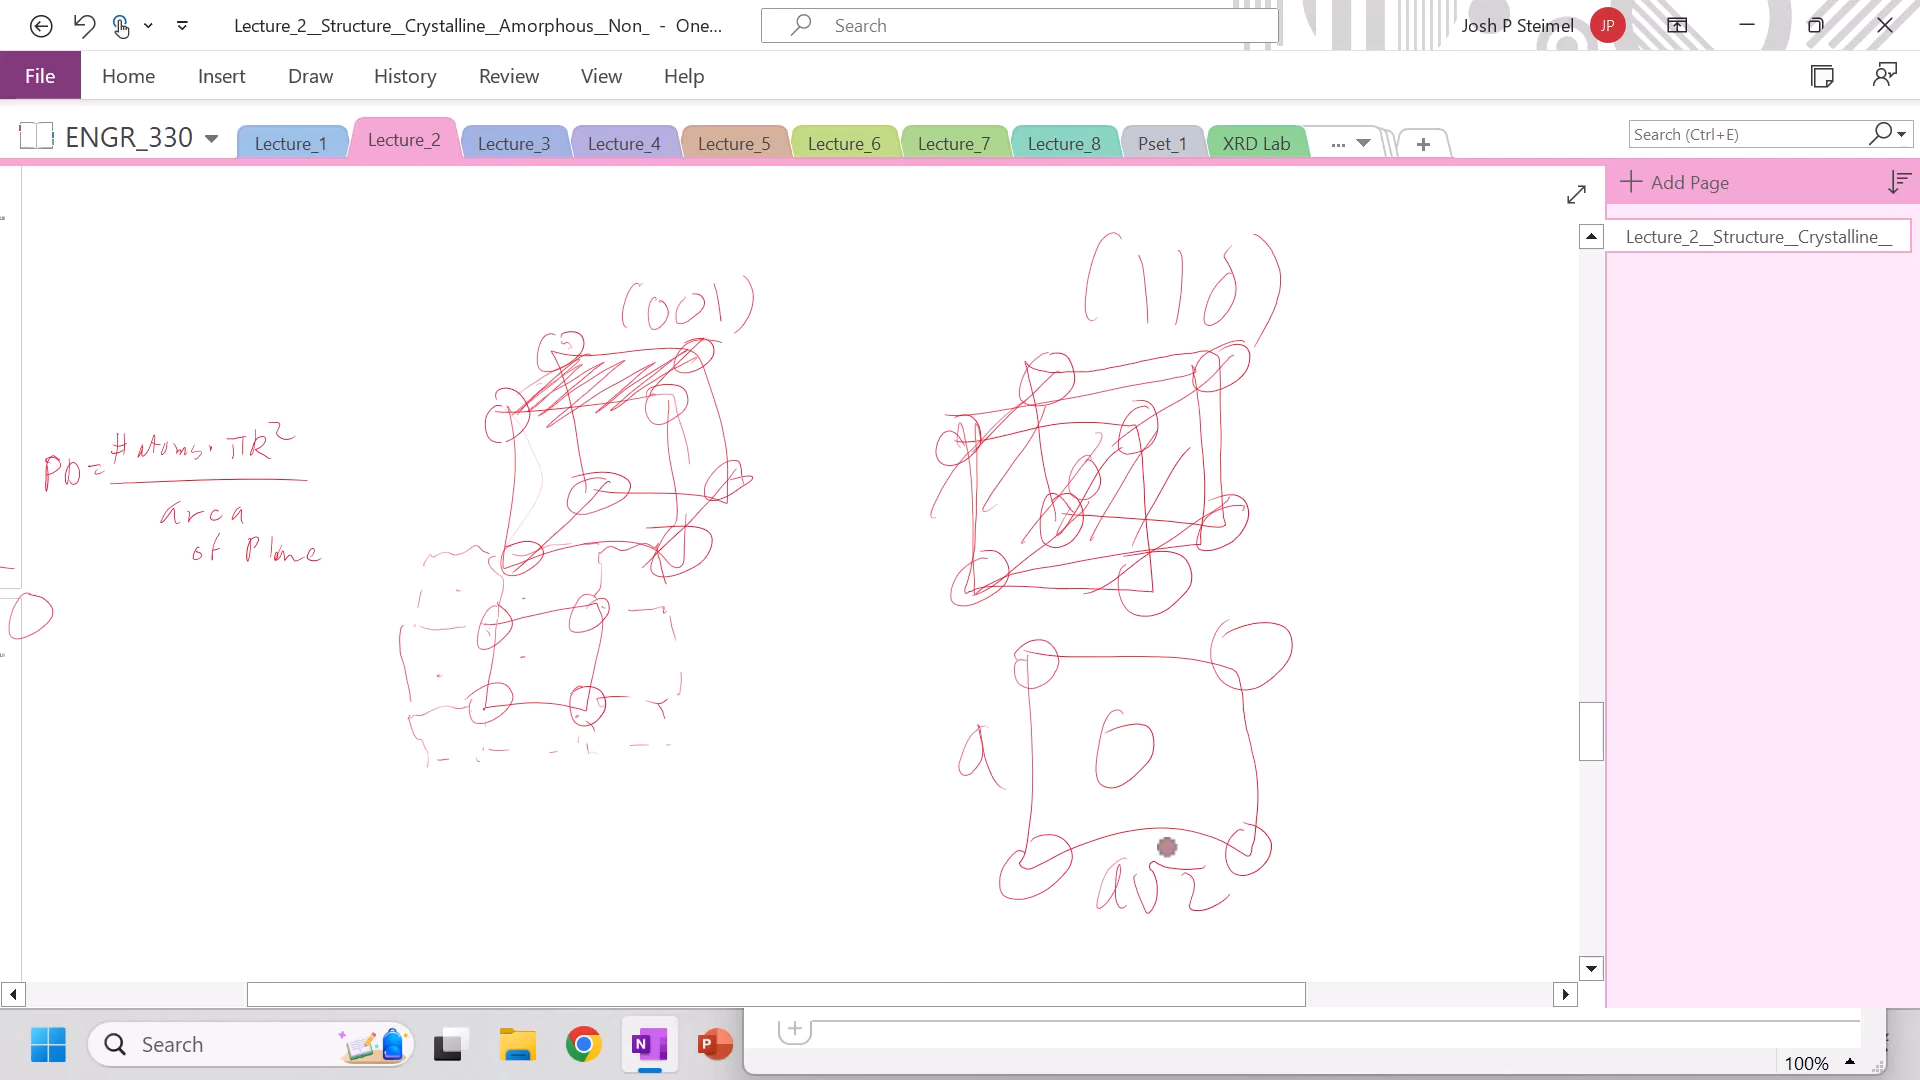 Lecture_2__Structure__Crystalline__Amorphous__Non_ - One...
Search
Josh P Steimel
JP
File
Home
Insert
Draw
History
Review
View
Help
ENGR_330
Lecture_1
Lecture_2
Lecture_3
Lecture_4
Lecture_5
Lecture_6
Lecture_7
Lecture_8
Pset_1
XRD Lab
...
Search (Ctrl+E)
Add Page
Lecture_2__Structure__Crystalline__
(001)
(110)
PD = # atoms · πR²
area
of Plane
a
a√2
Search
N
P
100%